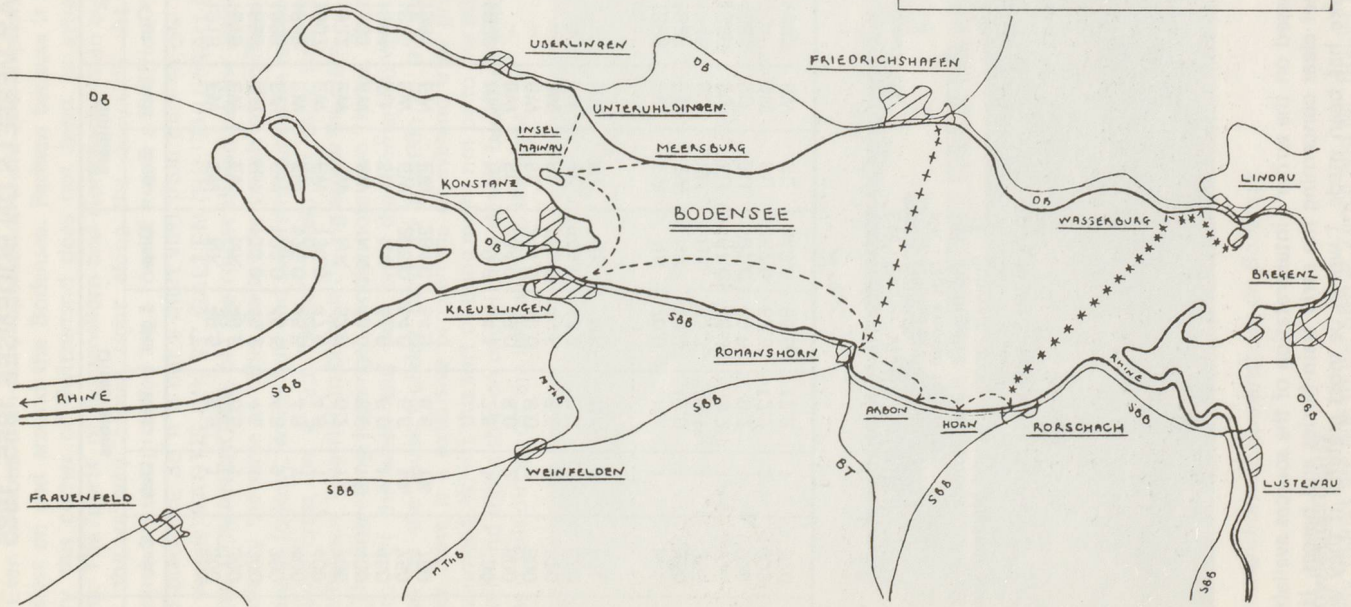 UBERLINGEN
FRIEDRICHSHAFEN
DB
DB
UNTERUHLDINGEN
INSEL
MAINAU
MEERSBURG
KONSTANZ
LINDAU
BODENSEE
DB
WASSERBURG
DB
BREGENZ
KREUZLINGEN
SBB
ROMANSHORN
RHINE
← RHINE
SBB
MThB
SBB
ARBON
HORN
RORSCHACH
SBB
ÖBB
WEINFELDEN
BT
SBB
LUSTENAU
FRAUENFELD
SBB
MThB
SBB